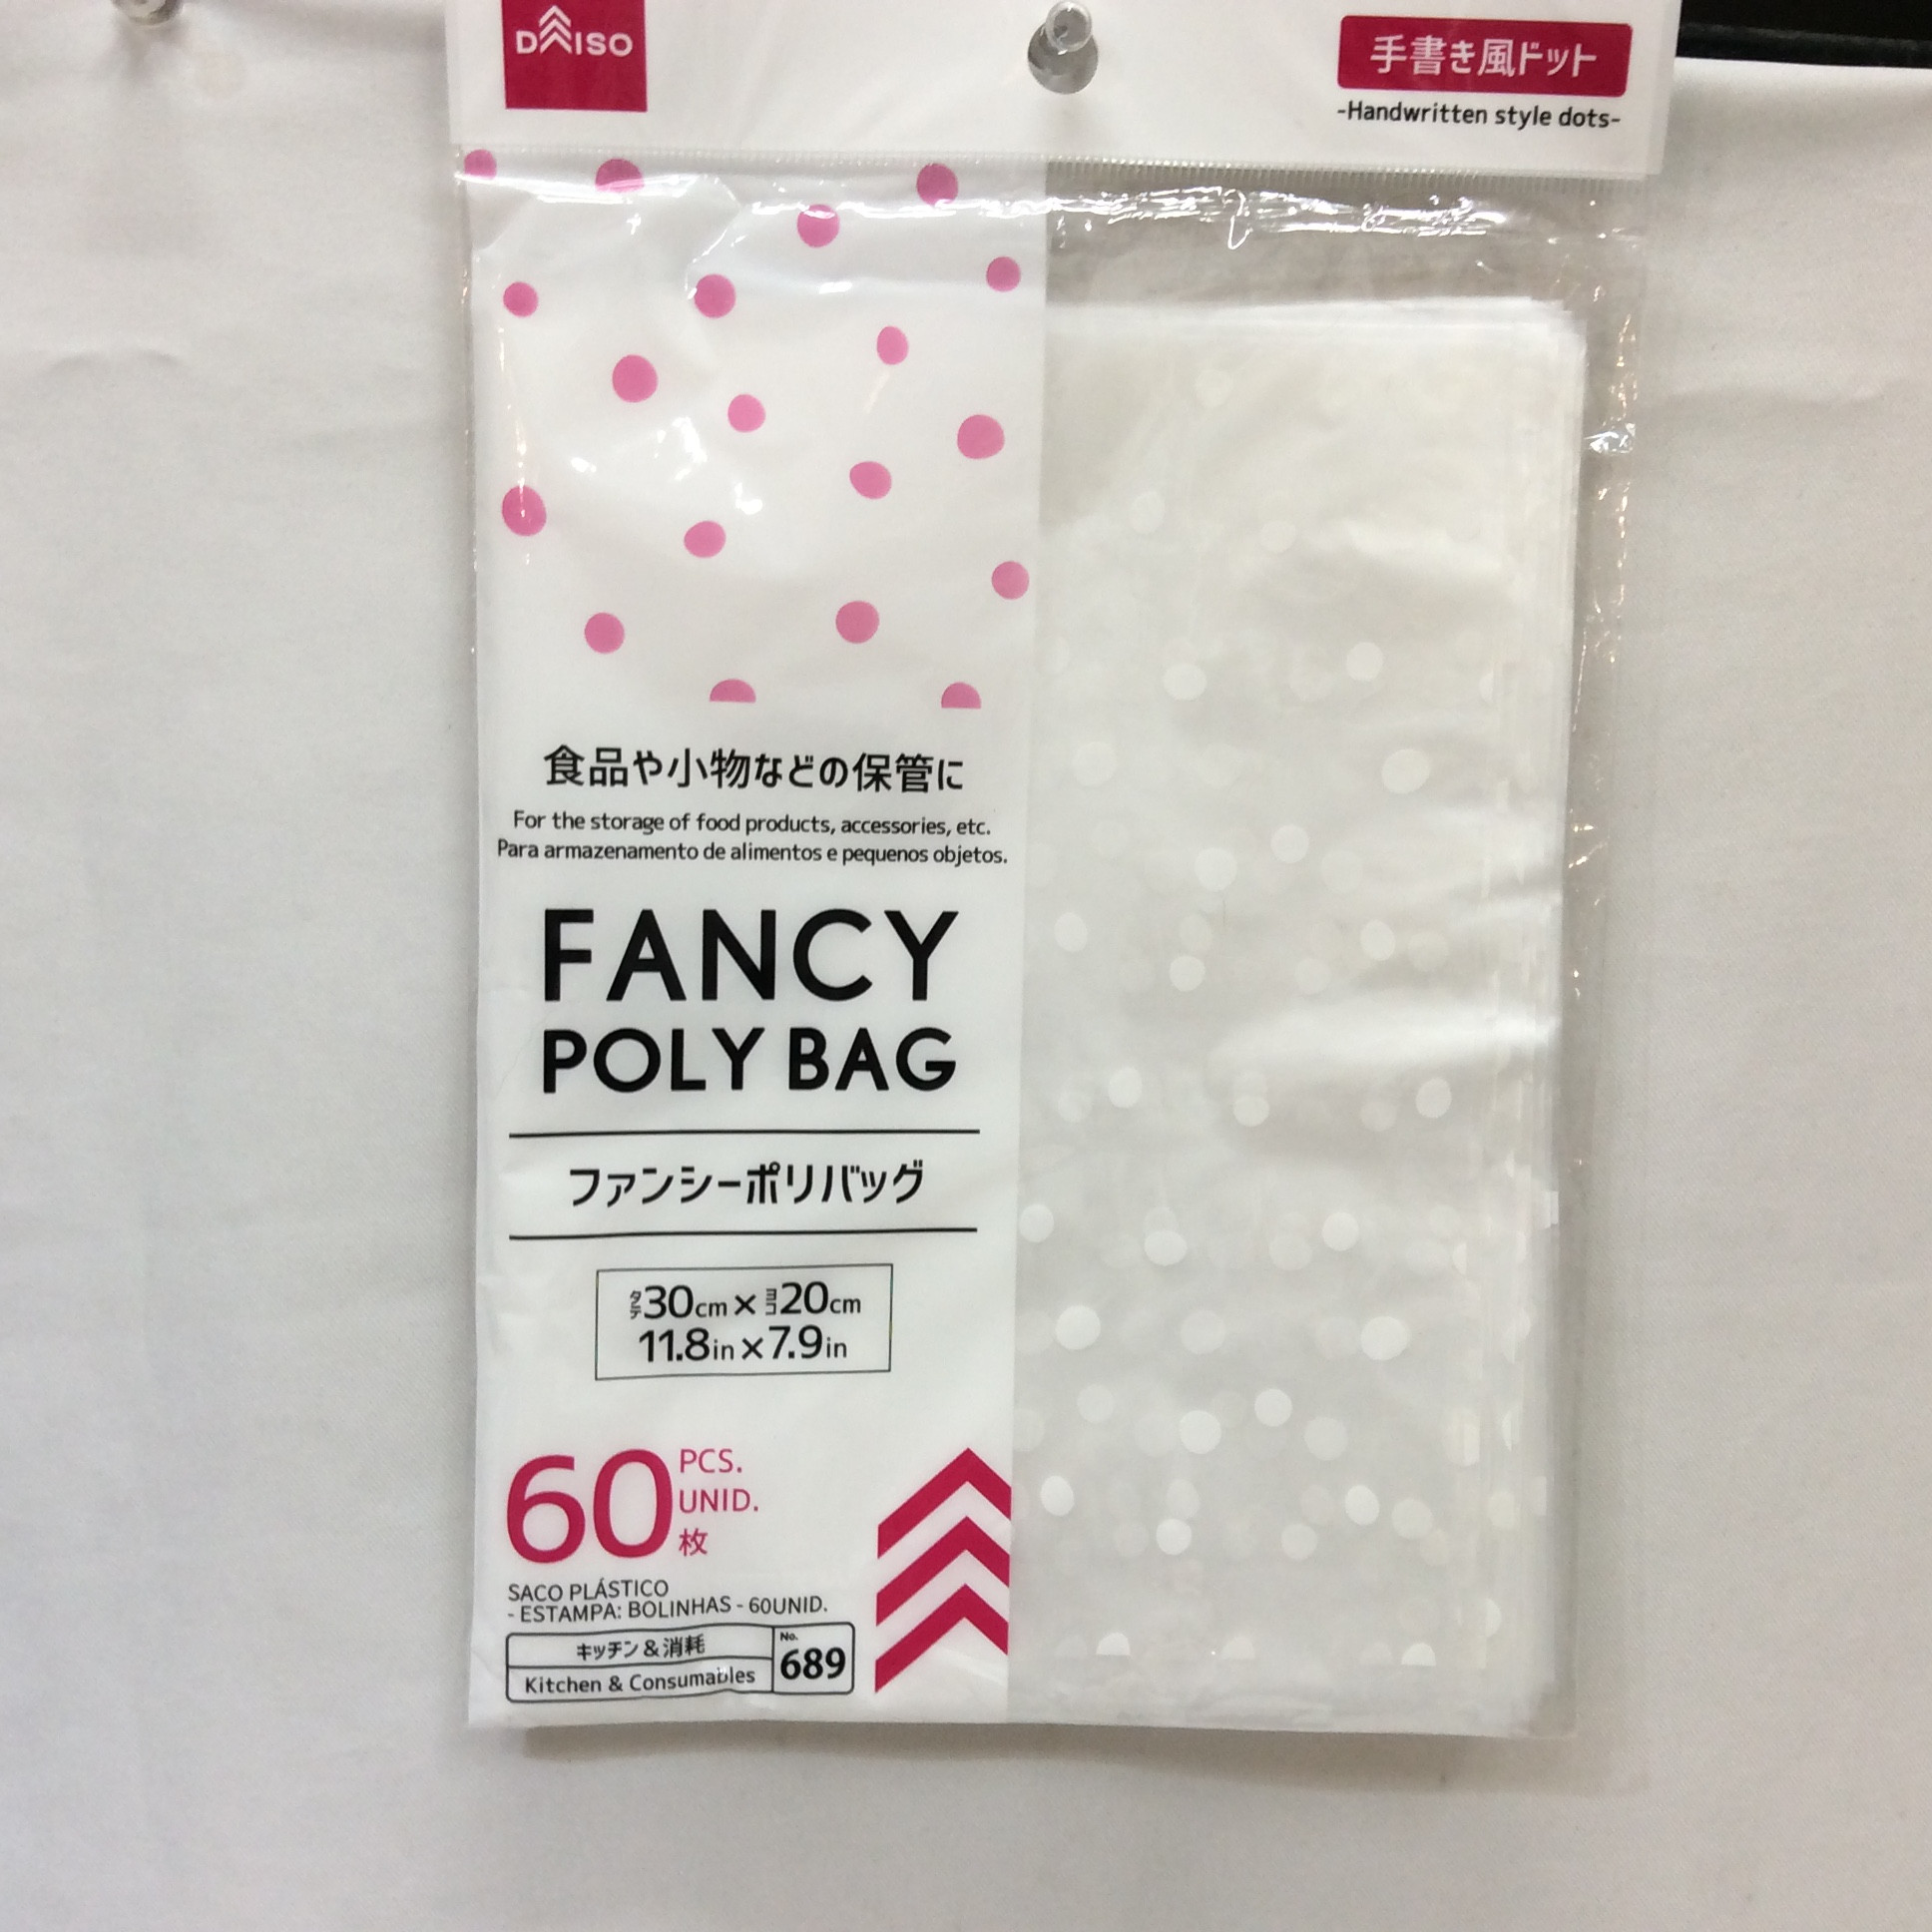 DAISO
手書き風ドット
-Handwritten style dots-
食品や小物などの保管に
For the storage of food products, accessories, etc.
Para armazenamento de alimentos e pequenos objetos.
FANCY
POLY BAG
ファンシーポリバッグ
タテ30cm×ヨコ20cm
11.8in×7.9in
60 PCS.
UNID.
枚
SACO PLÁSTICO
- ESTAMPA: BOLINHAS - 60UNID.
キッチン&消耗
Kitchen & Consumables
No.
689